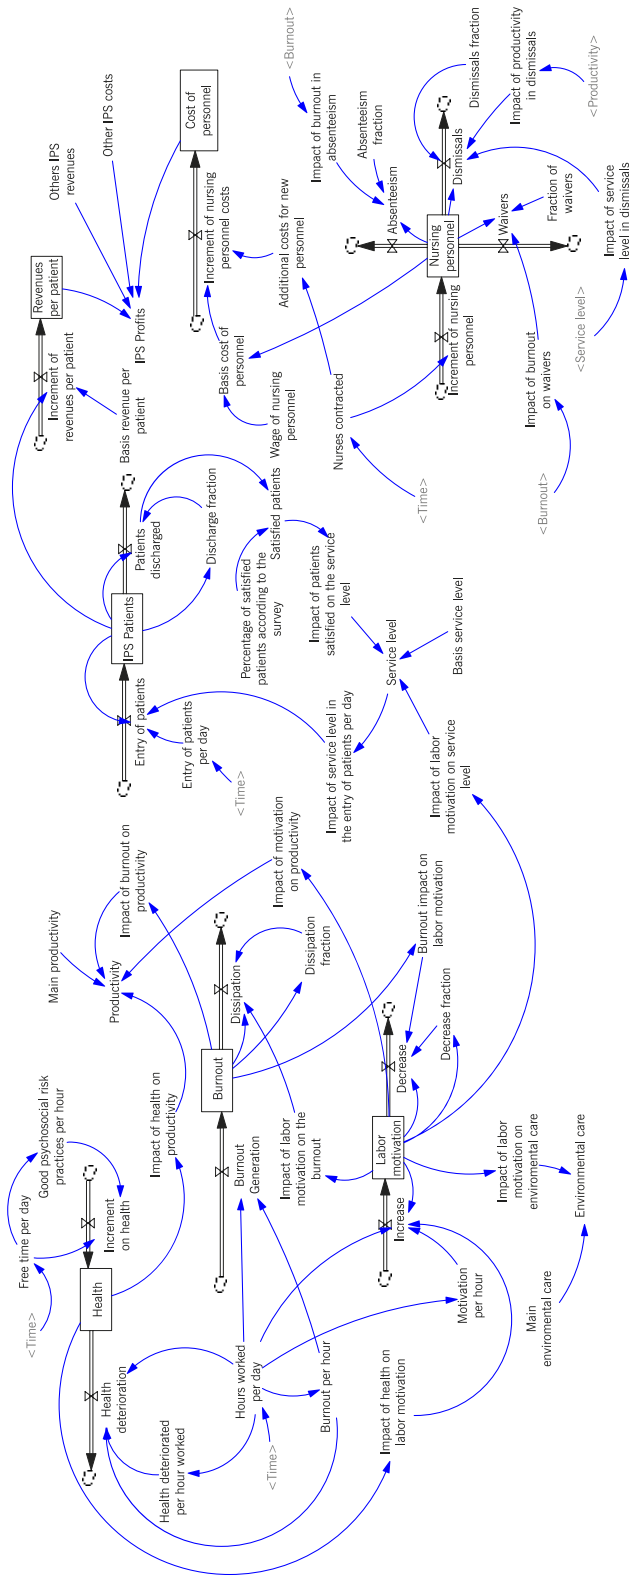 <Time>
Free time per day
Good psychosocial risk
practices per hour
Increment
on health
Health
Health
deterioration
Health deteriorated
per hour worked
Impact of health on
productivity
Main productivity
Productivity
Impact of burnout on
productivity
Impact of motivation
on productivity
Hours worked
per day
<Time>
Burnout
Generation
Burnout
Dissipation
Dissipation
fraction
Burnout per hour
Impact of labor
motivation on the
burnout
Impact of health on
labor motivation
Increase
Labor
motivation
Decrease
Decrease fraction
Burnout impact on
labor motivation
Motivation
per hour
Impact of labor
motivation on
enviromental care
Main
enviromental care
Environmental care
Impact of labor
motivation on service
level
Entry of patients
Entry of patients
per day
<Time>
IPS Patients
Patients
discharged
Discharge fraction
Percentage of satisfied
patients according to the
survey
Satisfied patients
Impact of patients
satisfied on the service
level
Impact of service level in
the entry of patients per day
Service level
Basis service level
Increment of
revenues per patient
Revenues
per patient
Basis revenue per
patient
Others IPS
revenues
Other IPS costs
IPS Profits
Cost of
personnel
Increment of nursing
personnel costs
Basis cost of
personnel
Wage of nursing
personnel
Additional costs for new
personnel
Nurses contracted
<Time>
<Burnout>
Impact of burnout in
absenteeism
Absenteeism
fraction
Absenteeism
Nursing
personnel
Increment of nursing
personnel
Dismissals
Dismissals fraction
Impact of productivity
in dismissals
<Productivity>
Waivers
Fraction of
waivers
Impact of burnout
on waivers
<Burnout>
<Service level>
Impact of service
level in dismissals